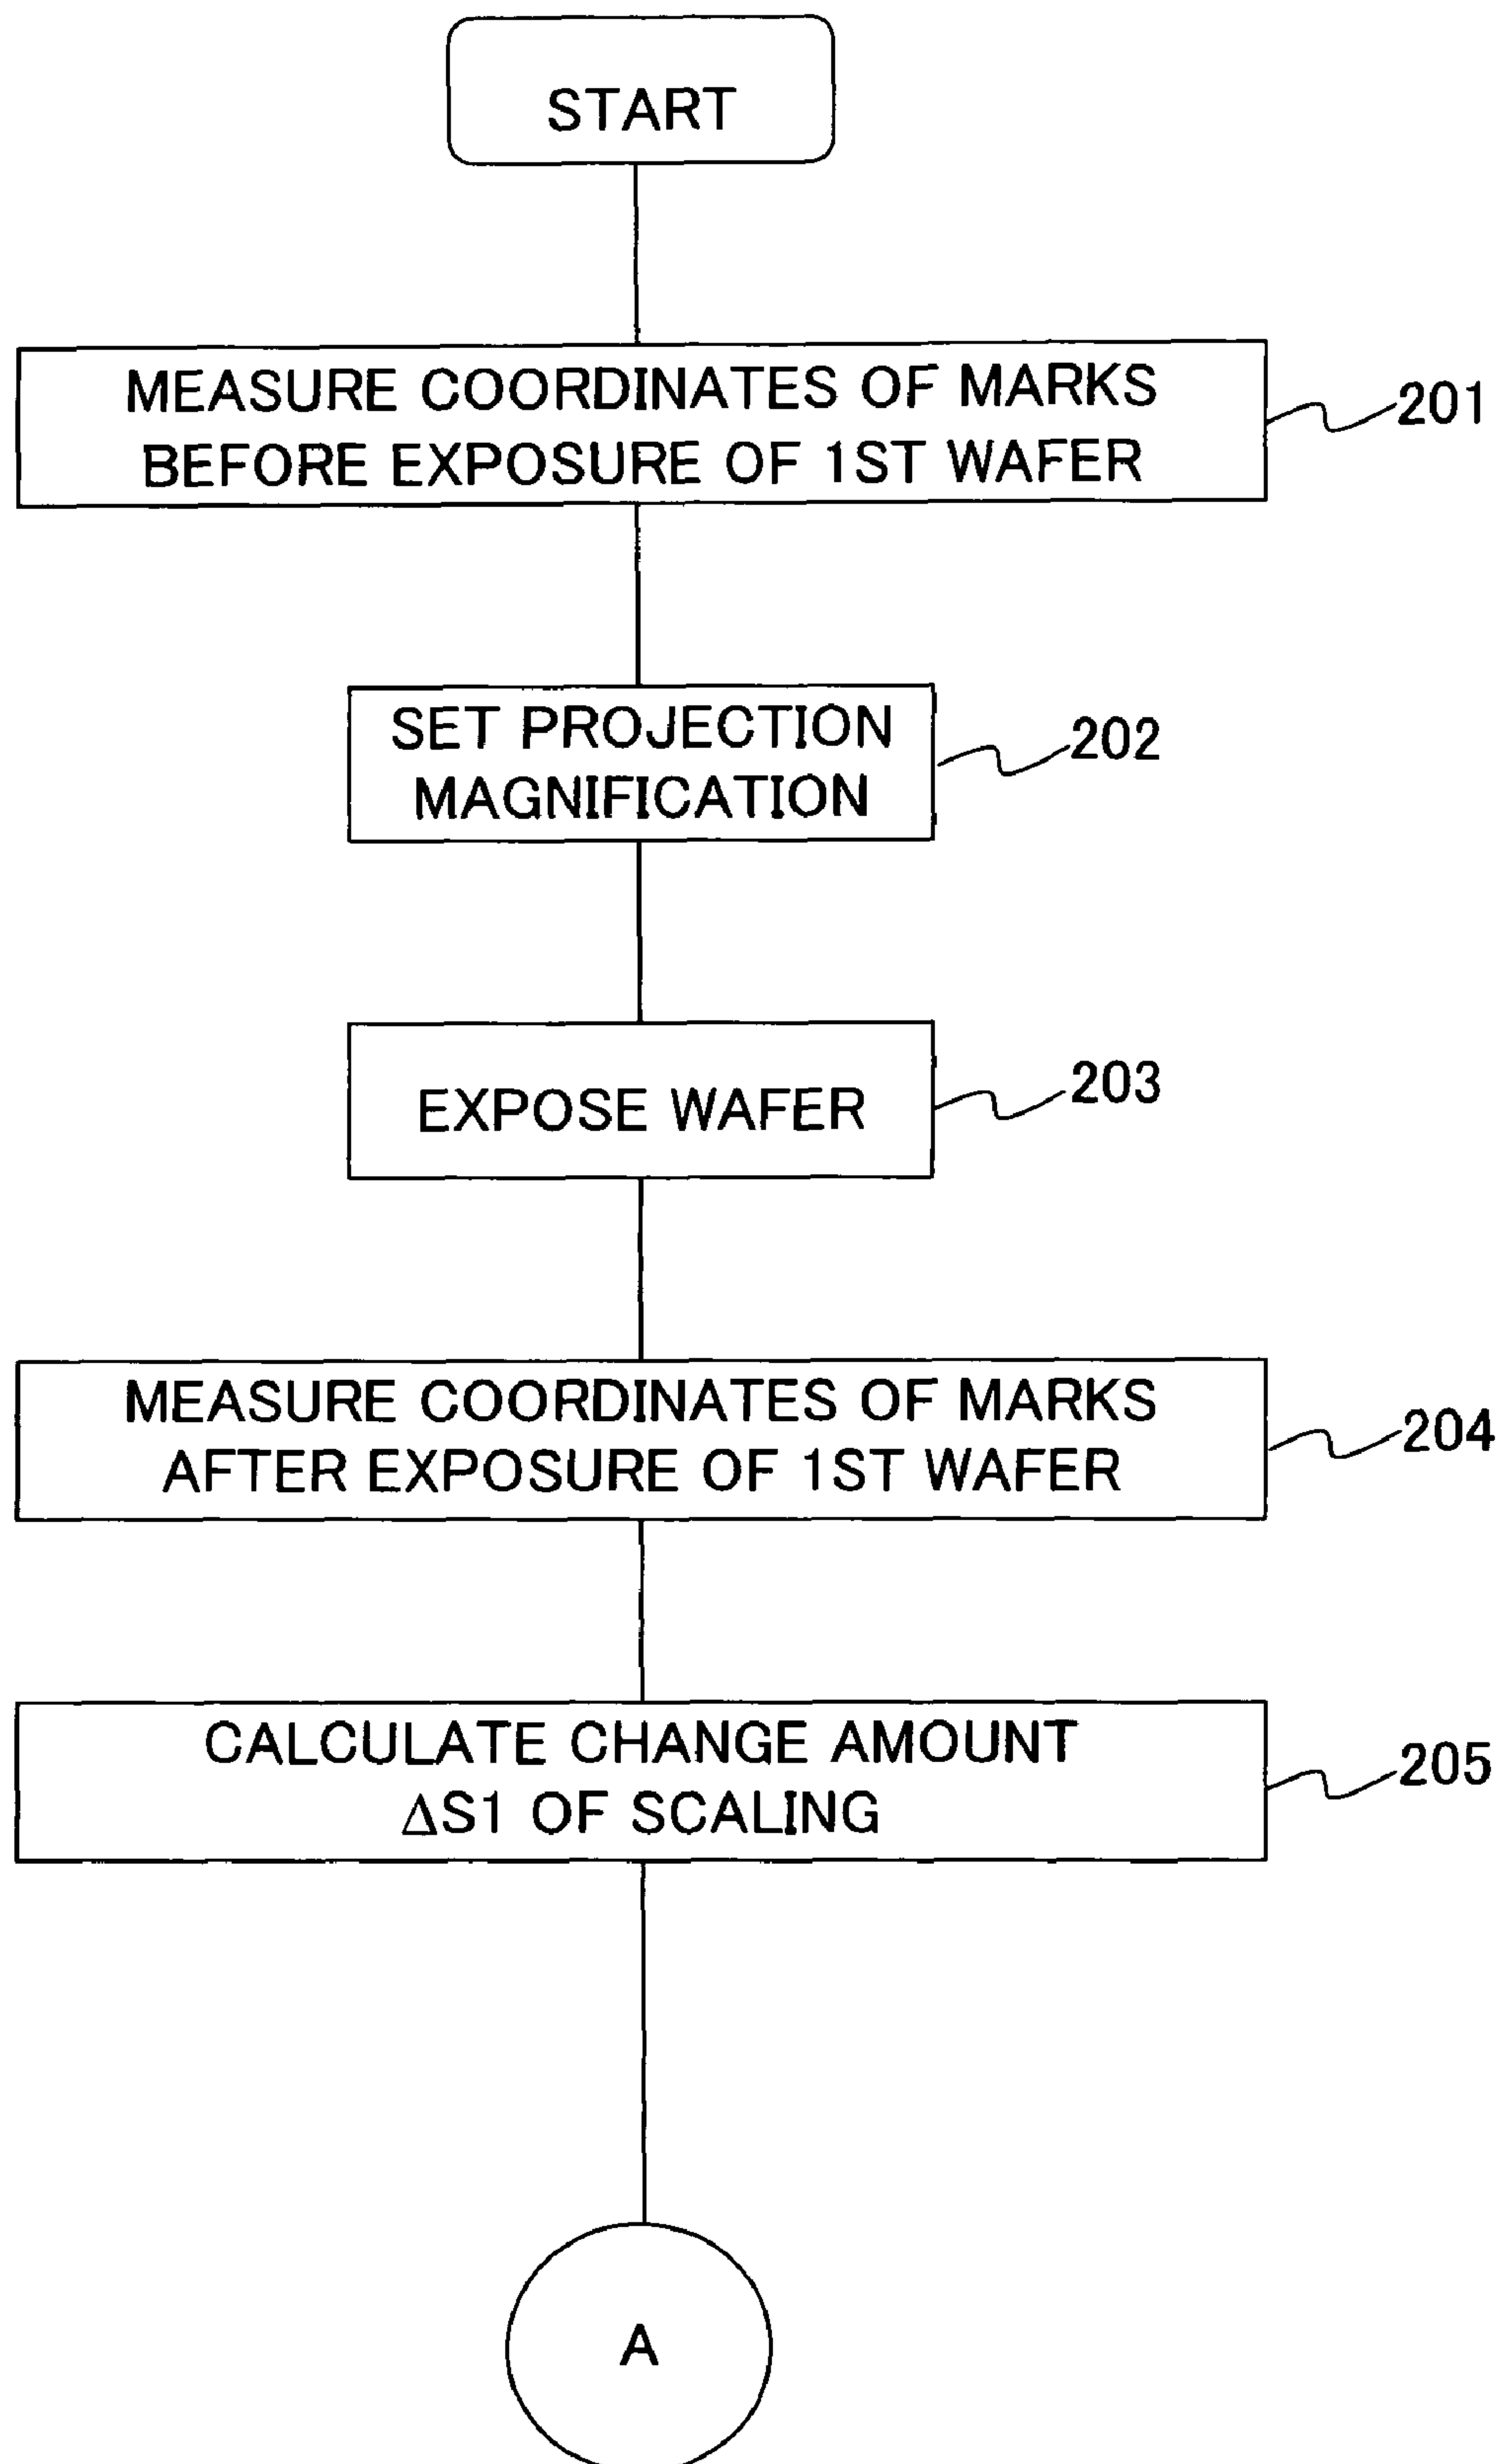 START
MEASURE COORDINATES OF MARKS
BEFORE EXPOSURE OF 1ST WAFER
201
SET PROJECTION
MAGNIFICATION
202
EXPOSE WAFER
203
MEASURE COORDINATES OF MARKS
AFTER EXPOSURE OF 1ST WAFER
204
CALCULATE CHANGE AMOUNT
ΔS1 OF SCALING
205
A